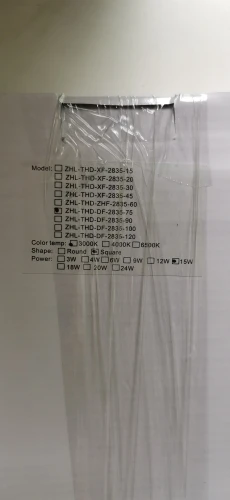 Model: ☐ ZHL-THD-XF-2835-15
☐ ZHL-THD-XF-2835-20
☐ ZHL-THD-XF-2835-30
☐ ZHL-THD-XF-2835-45
☐ ZHL-THD-ZHF-2835-60
☑ ZHL-THD-DF-2835-75
☐ ZHL-THD-DF-2835-90
☐ ZHL-THD-DF-2835-100
☐ ZHL-THD-DF-2835-120
Color temp: ☑ 3000K ☐ 4000K ☐ 6500K
Shape: ☐ Round ☑ Square
Power: ☐ 3W ☐ 4W ☐ 6W ☐ 9W ☐ 12W ☑ 15W
☐ 18W ☐ 20W ☐ 24W